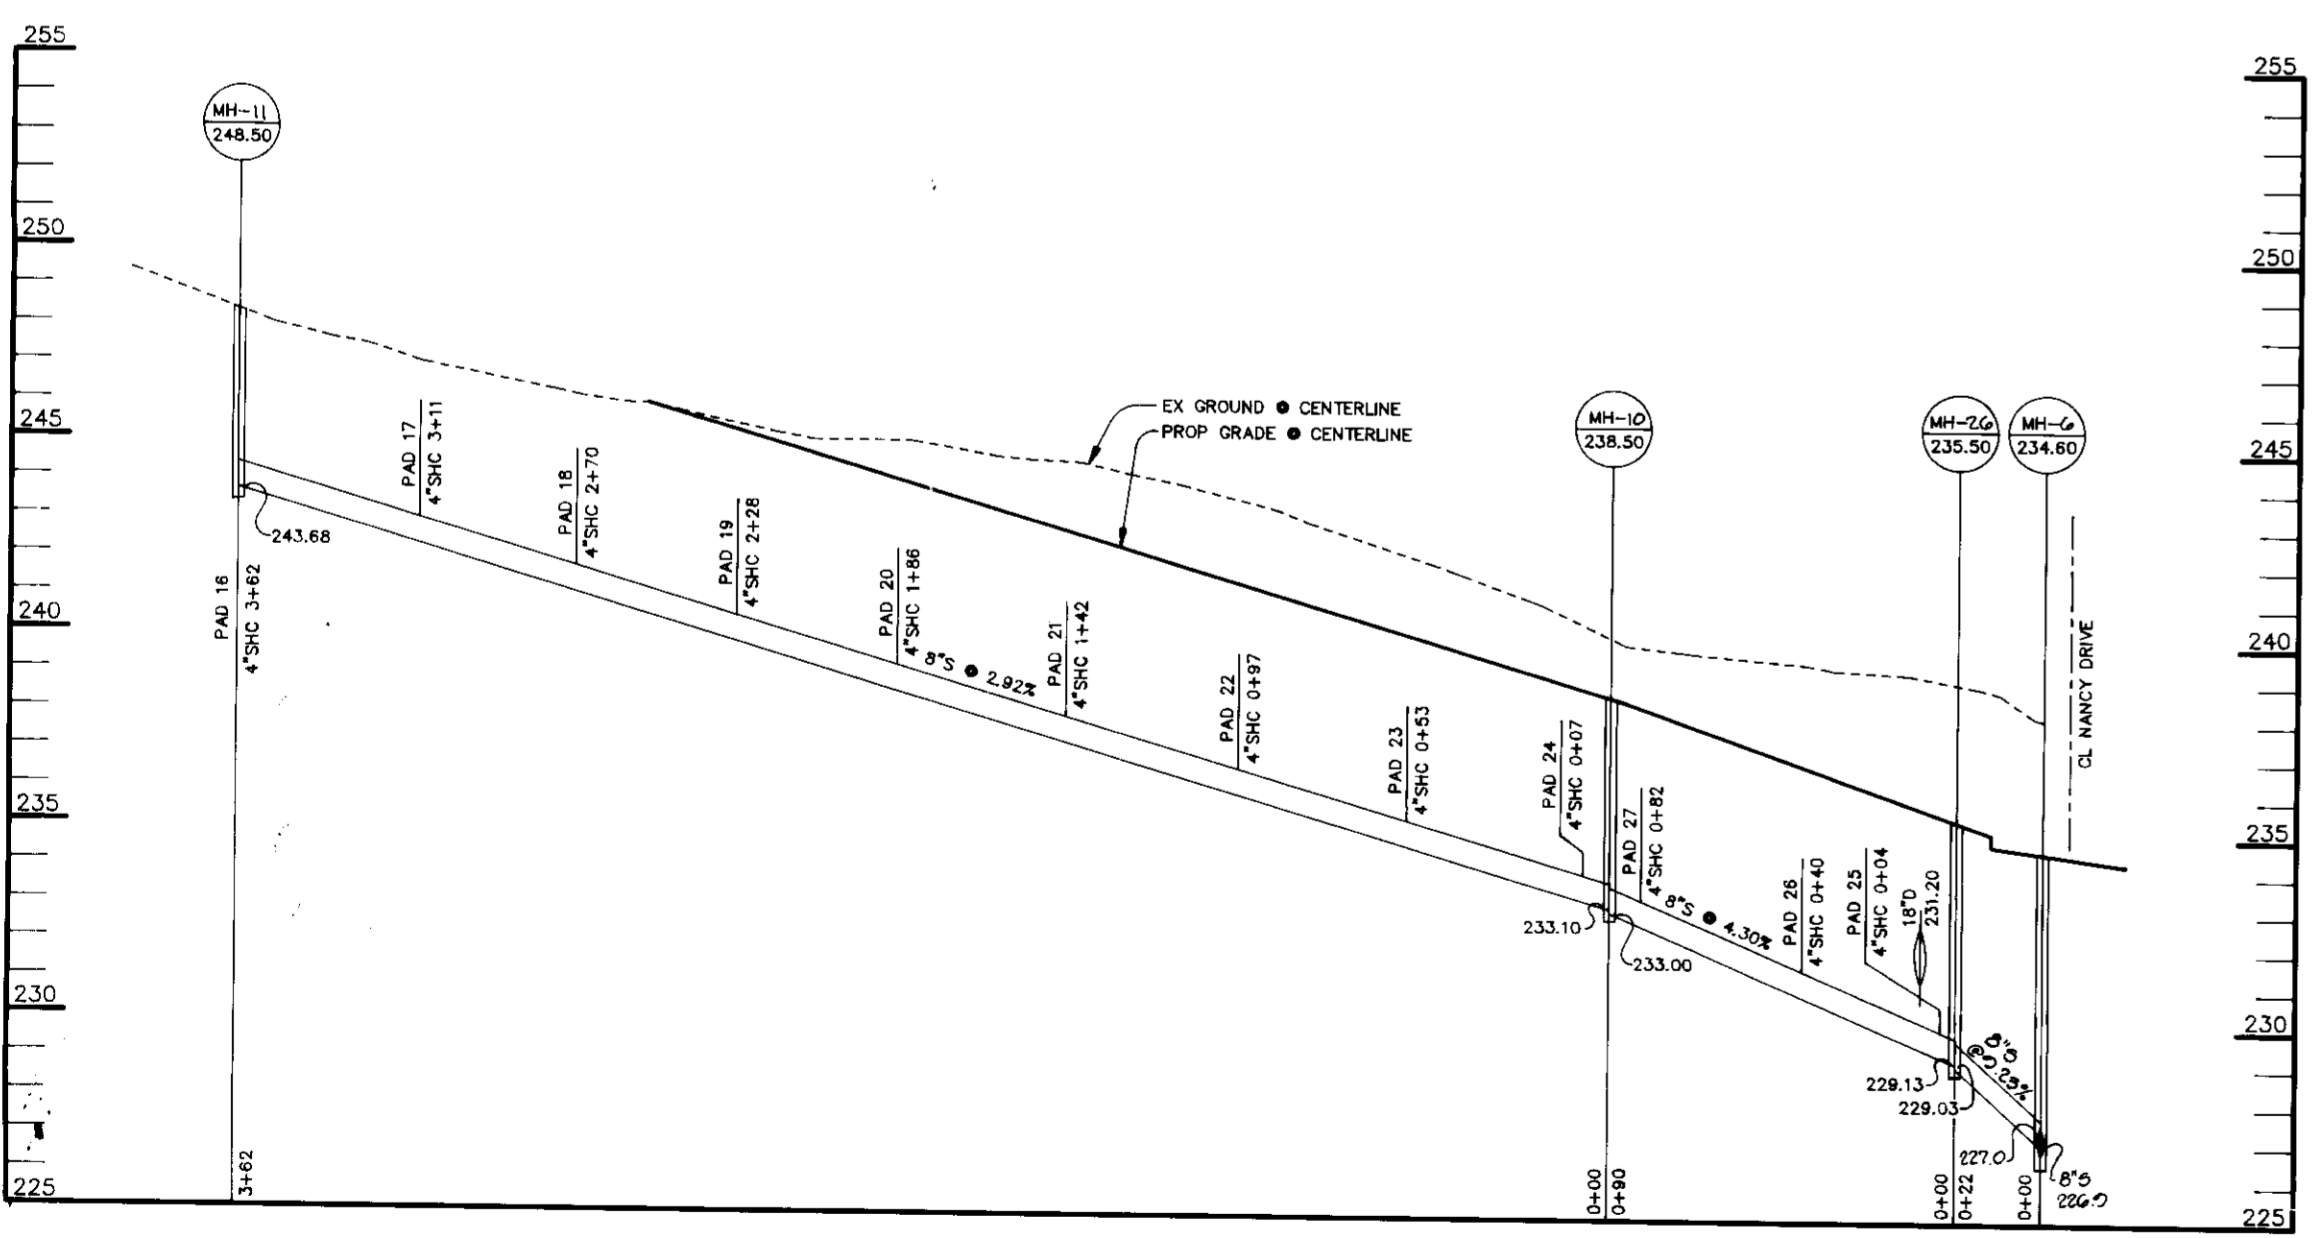 255
250
245
240
235
230
225
MH-11
248.50
243.68
PAD 16
4"SHC 3+62
3+62
PAD 17
4"SHC 3+11
PAD 18
4"SHC 2+70
PAD 19
4"SHC 2+28
PAD 20
4"SHC 1+86
8"S @ 2.92%
PAD 21
4"SHC 1+42
PAD 22
4"SHC 0+97
PAD 23
4"SHC 0+53
PAD 24
4"SHC 0+07
EX GROUND @ CENTERLINE
PROP GRADE @ CENTERLINE
MH-10
238.50
233.10
233.00
0+00
0+90
PAD 27
4"SHC 0+82
8"S @ 4.30%
PAD 26
4"SHC 0+40
PAD 25
4"SHC 0+04
18"D
231.20
MH-26
235.50
229.13
229.03
0+00
0+22
8"S
MH-6
234.60
227.0
8"S
226.9
0+00
CL NANCY DRIVE
255
250
245
240
235
230
225